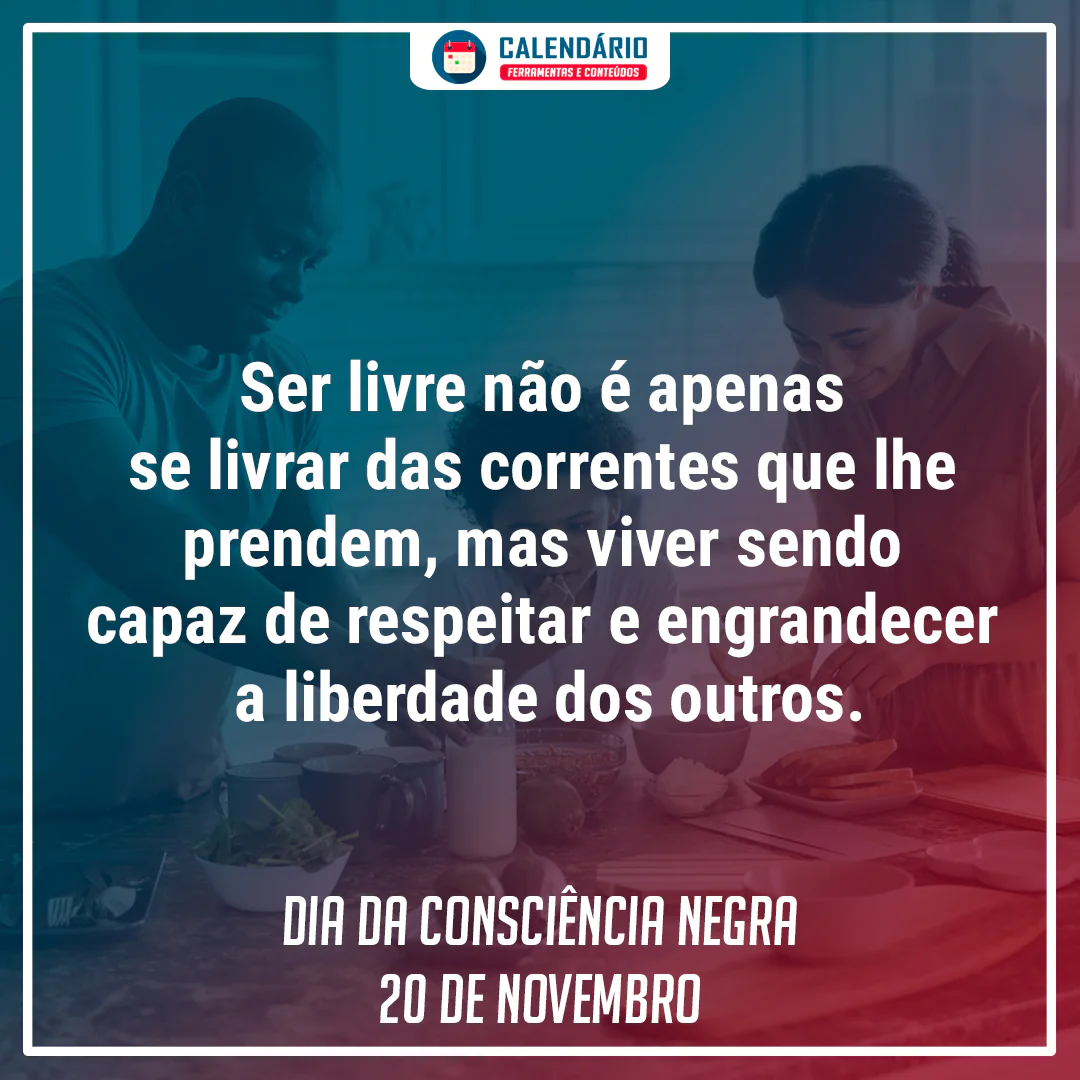 CALENDÁRIO
FERRAMENTAS E CONTEÚDOS
Ser livre não é apenas
se livrar das correntes que lhe
prendem, mas viver sendo
capaz de respeitar e engrandecer
a liberdade dos outros.
DIA DA CONSCIÊNCIA NEGRA
20 DE NOVEMBRO